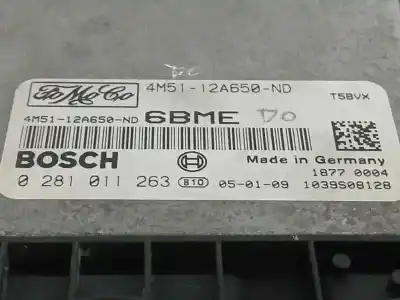 FoMoCo 4M51-12A650-ND
T5BVX
4M51-12A650-ND 6BME DO
BOSCH Made in Germany
1877 0004
0 281 011 263 810 05-01-09 1039S08128